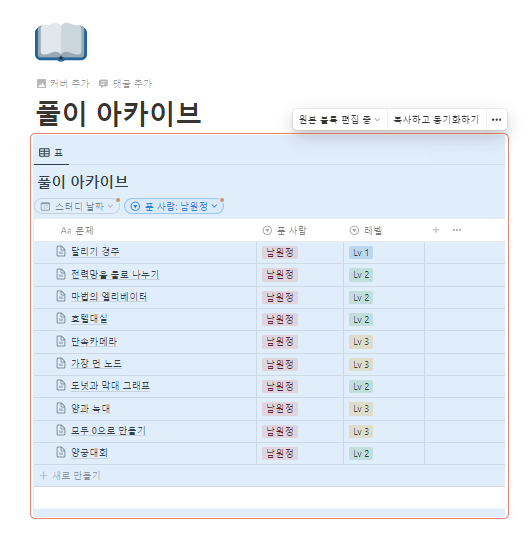 커버 추가 댓글 추가
풀이 아카이브
원본 블록 편집 중 복사하고 동기화하기
표
풀이 아카이브
스터디 날짜 푼 사람: 남원정
Aa 문제 푼 사람 레벨
달리기 경주 남원정 Lv 1
전력망을 둘로 나누기 남원정 Lv 2
마법의 엘리베이터 남원정 Lv 2
호텔대실 남원정 Lv 2
단속카메라 남원정 Lv 3
가장 먼 노드 남원정 Lv 3
도넛과 막대 그래프 남원정 Lv 2
양과 늑대 남원정 Lv 3
모두 0으로 만들기 남원정 Lv 3
양궁대회 남원정 Lv 2
+ 새로 만들기